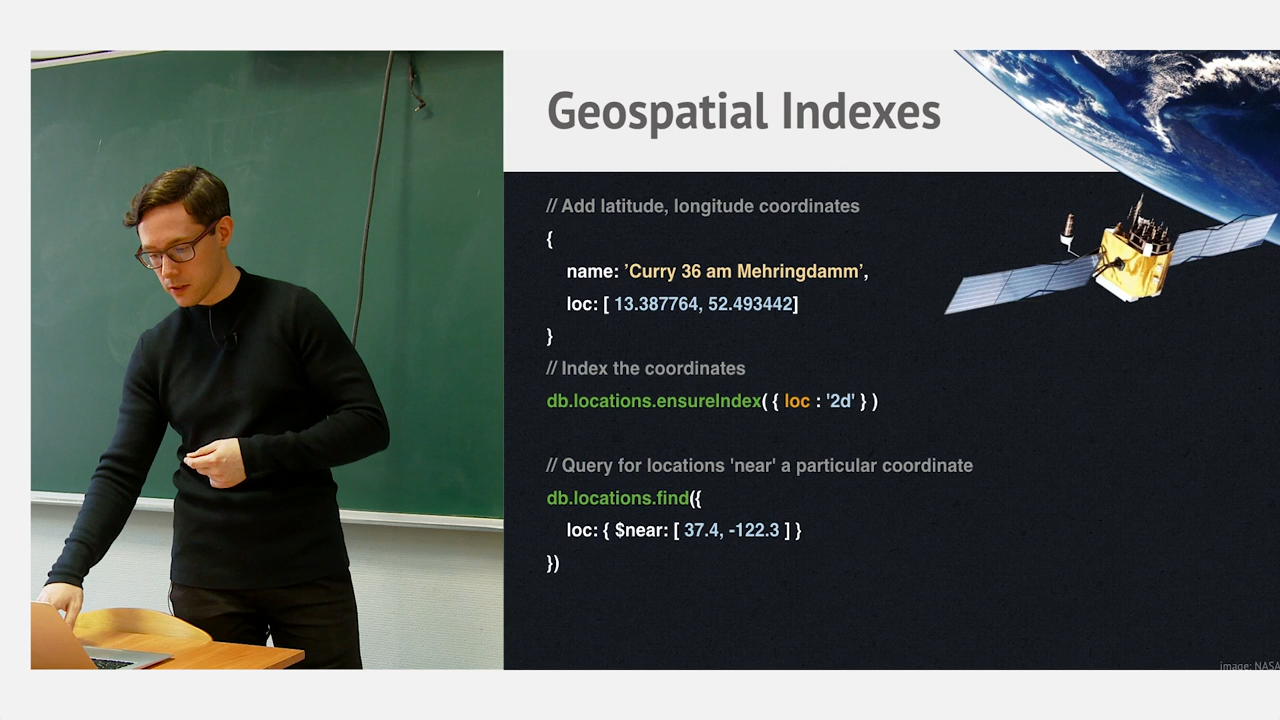 Geospatial Indexes
// Add latitude, longitude coordinates
{
name: ’Curry 36 am Mehringdamm’,
loc: [ 13.387764, 52.493442]
}
// Index the coordinates
db.locations.ensureIndex( { loc : '2d' } )
// Query for locations 'near' a particular coordinate
db.locations.find({
loc: { $near: [ 37.4, -122.3 ] }
})
image: NASA